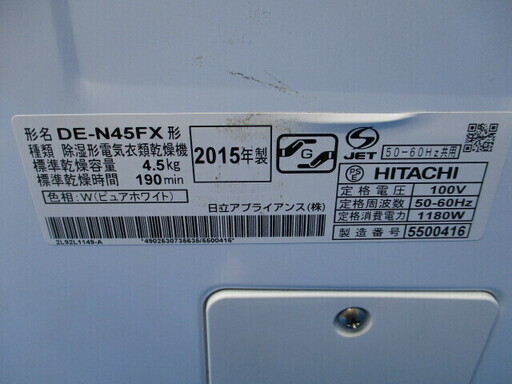 形名 DE-N45FX 形
種類 除湿形電気衣類乾燥機
標準乾燥容量 4.5kg
標準乾燥時間 190min
色相:W(ピュアホワイト)
2015年製
G
S
JET
50-60Hz共用
PS
E
HITACHI
定格電圧 100V
定格周波数 50-60Hz
定格消費電力 1180W
製造番号 5500416
日立アプライアンス(株)
2L92L1149-A
*4902530738636/5500416*